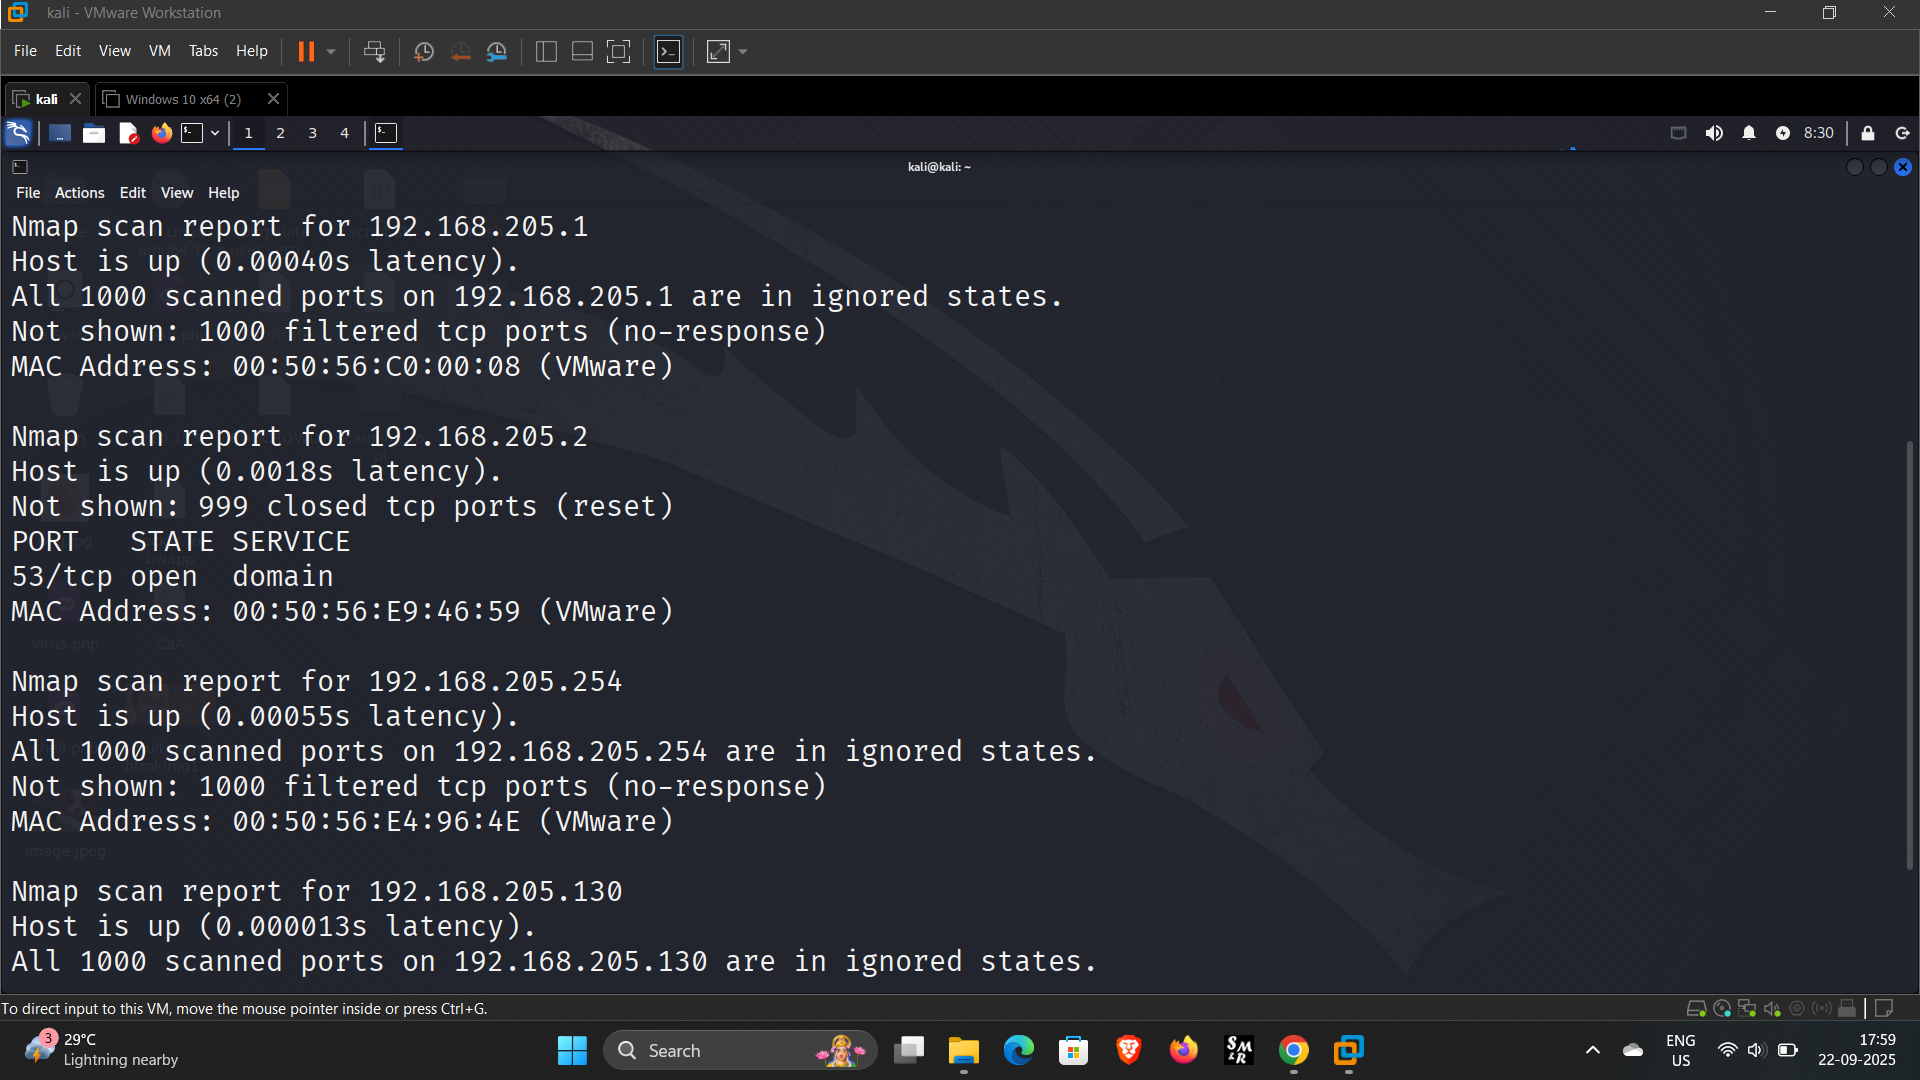 kali - VMware Workstation
File Edit View VM Tabs Help
kali
Windows 10 x64 (2)
1 2 3 4
8:30
kali@kali: ~
File Actions Edit View Help
Nmap scan report for 192.168.205.1
Host is up (0.00040s latency).
All 1000 scanned ports on 192.168.205.1 are in ignored states.
Not shown: 1000 filtered tcp ports (no-response)
MAC Address: 00:50:56:C0:00:08 (VMware)
Nmap scan report for 192.168.205.2
Host is up (0.0018s latency).
Not shown: 999 closed tcp ports (reset)
PORT   STATE SERVICE
53/tcp open  domain
MAC Address: 00:50:56:E9:46:59 (VMware)
virus.php
CaA
Nmap scan report for 192.168.205.254
Host is up (0.00055s latency).
All 1000 scanned ports on 192.168.205.254 are in ignored states.
Not shown: 1000 filtered tcp ports (no-response)
MAC Address: 00:50:56:E4:96:4E (VMware)
image.jpeg
Nmap scan report for 192.168.205.130
Host is up (0.000013s latency).
All 1000 scanned ports on 192.168.205.130 are in ignored states.
To direct input to this VM, move the mouse pointer inside or press Ctrl+G.
3
29°C
Lightning nearby
Search
SM
&R
ENG
US
17:59
22-09-2025